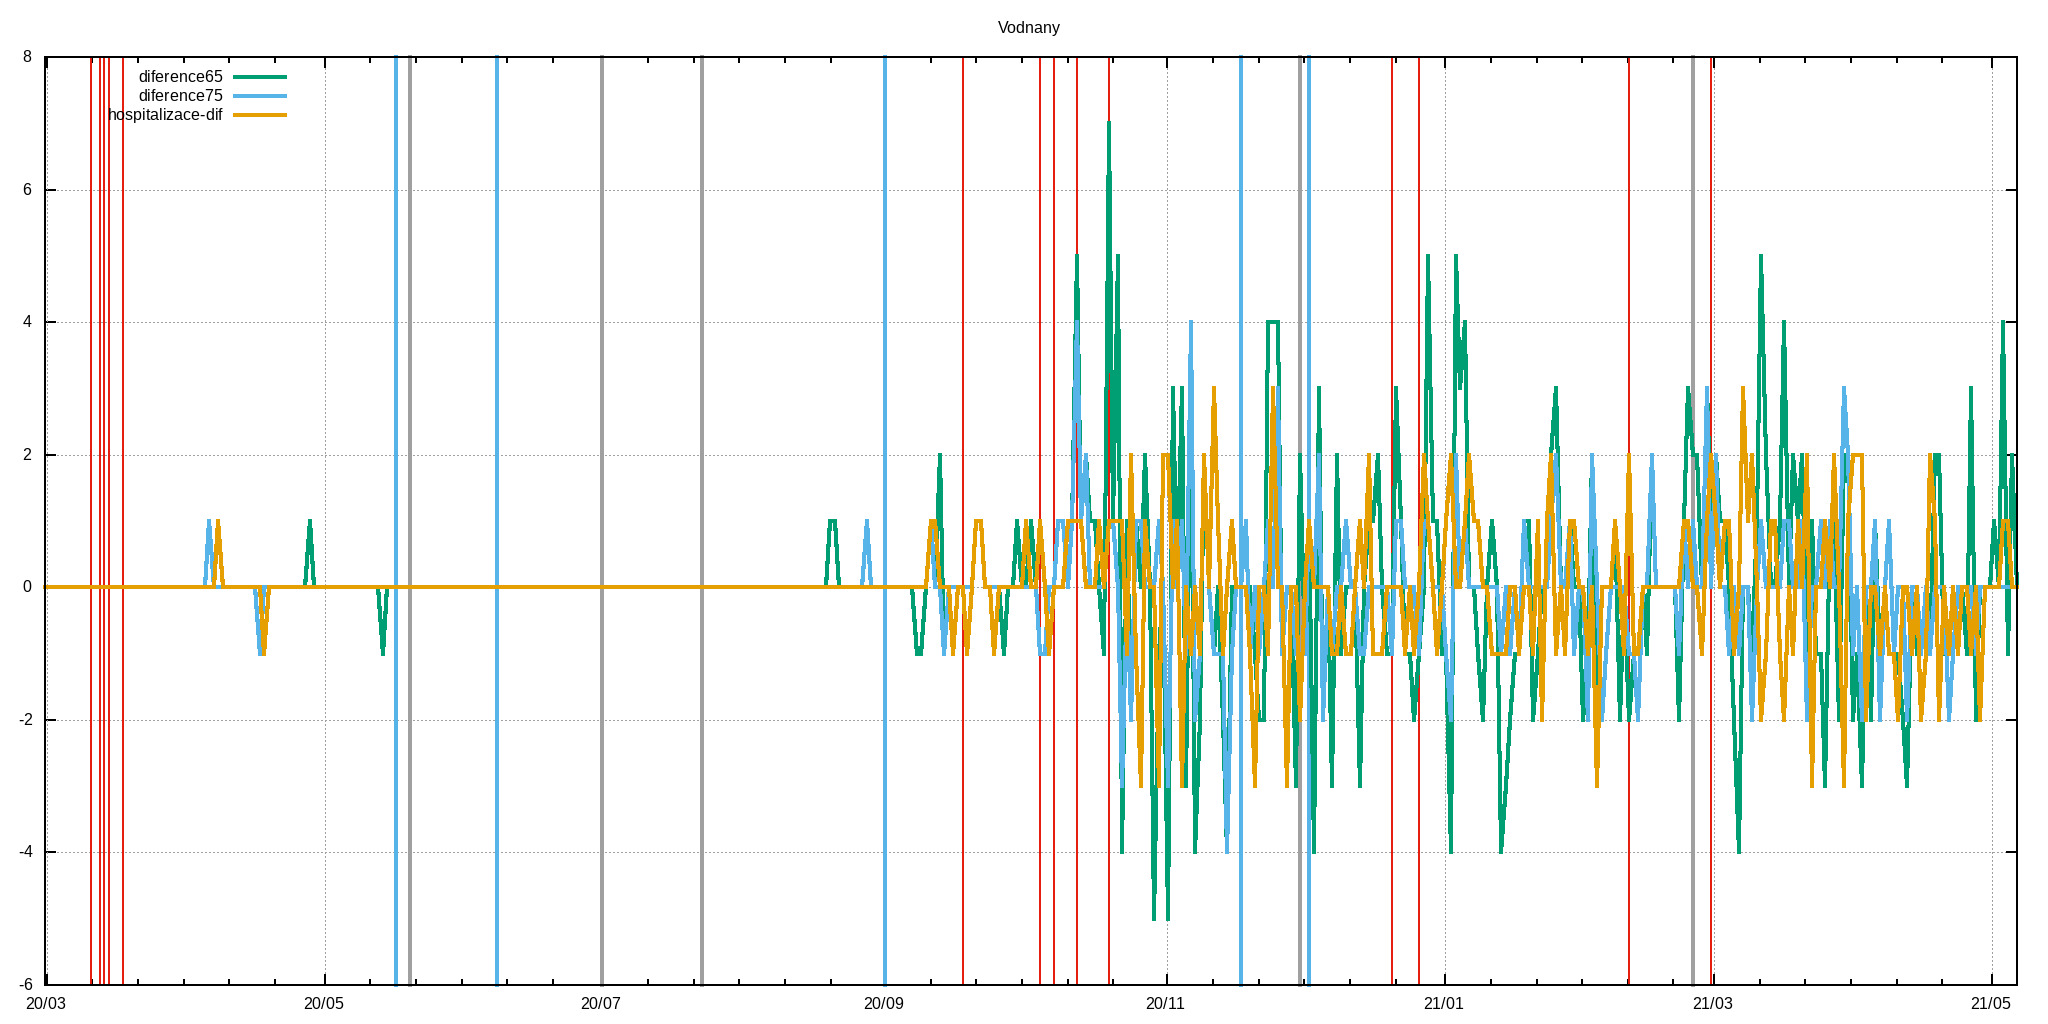 Vodnany
8
diference65
diference75
hospitalizace-dif
6
4
2
0
-2
-4
-6
20/03 20/05 20/07 20/09 20/11 21/01 21/03 21/05